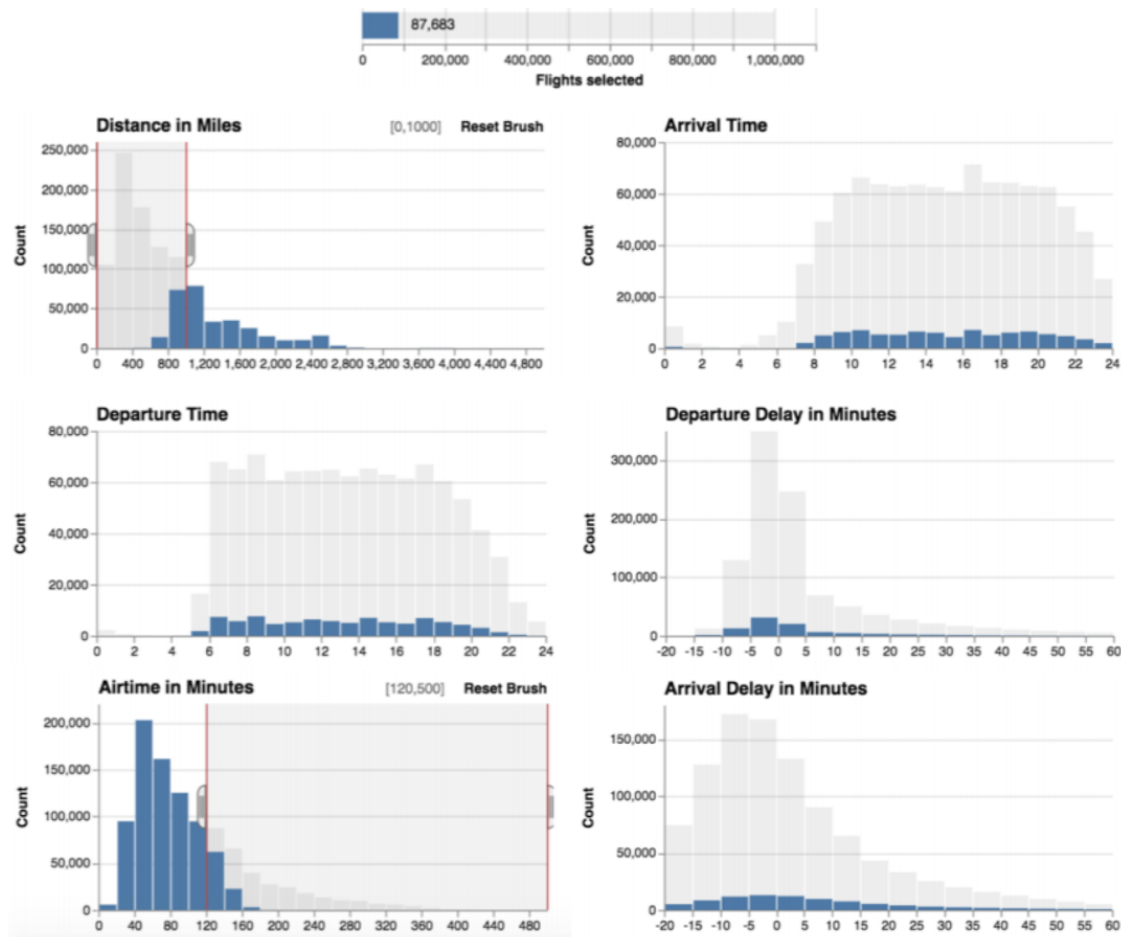 87,683
0 200,000 400,000 600,000 800,000 1,000,000
Flights selected
Distance in Miles [0,1000] Reset Brush
250,000
200,000
150,000
100,000
50,000
0
Count
0 400 800 1,200 1,600 2,000 2,400 2,800 3,200 3,600 4,000 4,400 4,800
Arrival Time
80,000
60,000
40,000
20,000
0
Count
0 2 4 6 8 10 12 14 16 18 20 22 24
Departure Time
80,000
60,000
40,000
20,000
0
Count
0 2 4 6 8 10 12 14 16 18 20 22 24
Departure Delay in Minutes
300,000
200,000
100,000
0
Count
-20 -15 -10 -5 0 5 10 15 20 25 30 35 40 45 50 55 60
Airtime in Minutes [120,500] Reset Brush
200,000
150,000
100,000
50,000
0
Count
0 40 80 120 160 200 240 280 320 360 400 440 480
Arrival Delay in Minutes
150,000
100,000
50,000
0
Count
-20 -15 -10 -5 0 5 10 15 20 25 30 35 40 45 50 55 60